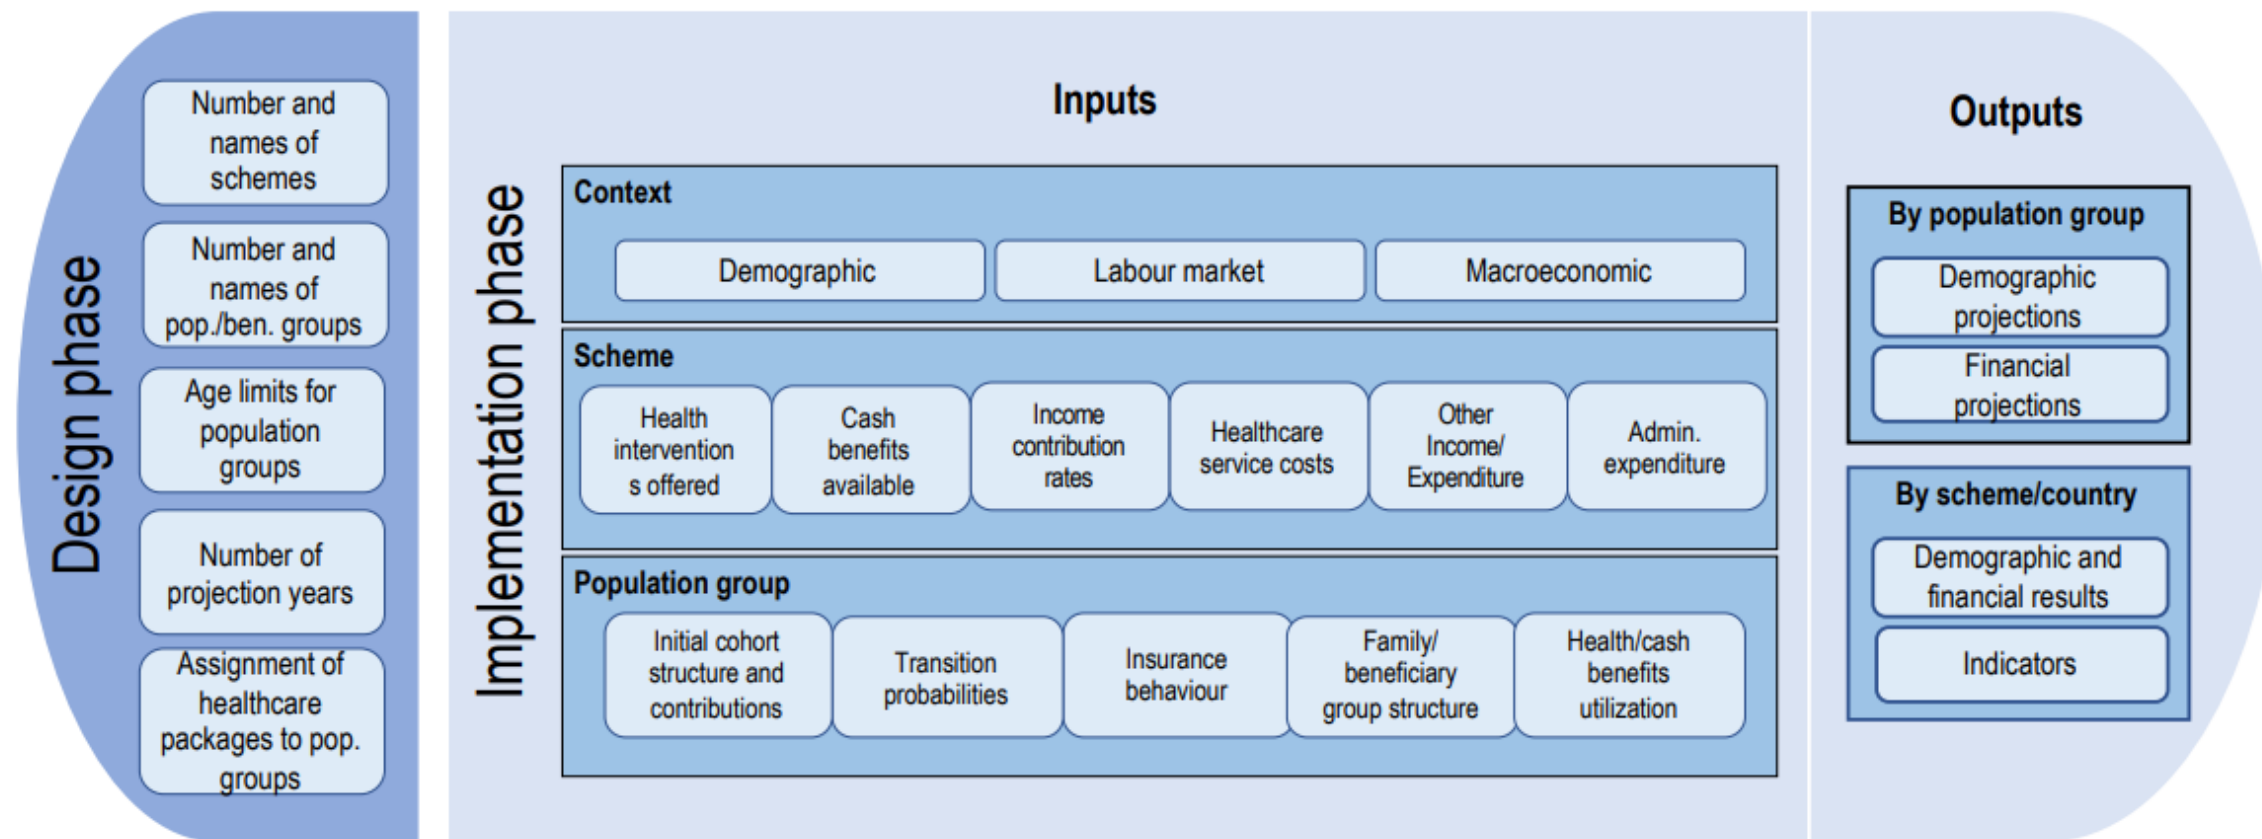 Design phase
Number and
names of
schemes
Number and
names of
pop./ben. groups
Age limits for
population
groups
Number of
projection years
Assignment of
healthcare
packages to pop.
groups
Implementation phase
Inputs
Context
Demographic
Labour market
Macroeconomic
Scheme
Health
intervention
s offered
Cash
benefits
available
Income
contribution
rates
Healthcare
service costs
Other
Income/
Expenditure
Admin.
expenditure
Population group
Initial cohort
structure and
contributions
Transition
probabilities
Insurance
behaviour
Family/
beneficiary
group structure
Health/cash
benefits
utilization
Outputs
By population group
Demographic
projections
Financial
projections
By scheme/country
Demographic and
financial results
Indicators